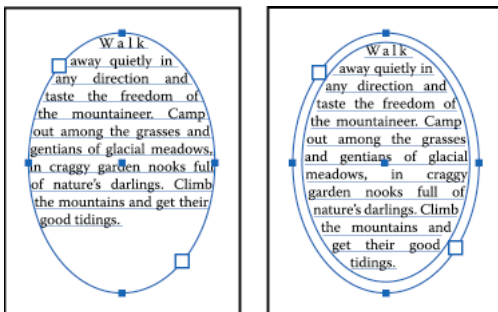 Walk
away quietly in
any direction and
taste the freedom of
the mountaineer. Camp
out among the grasses and
gentians of glacial meadows,
in craggy garden nooks full
of nature's darlings. Climb
the mountains and get their
good tidings.
Walk
away quietly in
any direction and
taste the freedom of
the mountaineer. Camp
out among the grasses
and gentians of glacial
meadows, in craggy
garden nooks full of
nature's darlings. Climb
the mountains and
get their good
tidings.